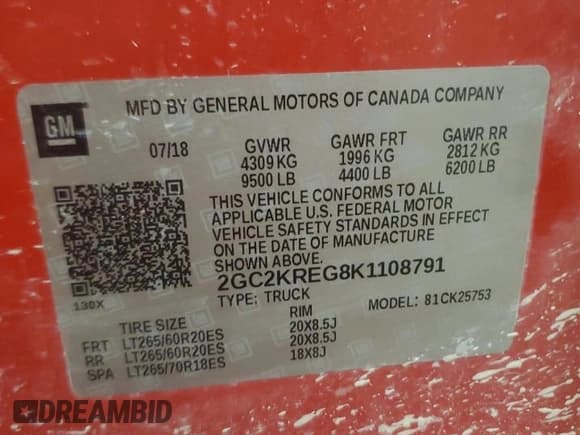 GM
MFD BY GENERAL MOTORS OF CANADA COMPANY
07/18 GVWR GAWR FRT GAWR RR
4309 KG 1996 KG 2812 KG
9500 LB 4400 LB 6200 LB
THIS VEHICLE CONFORMS TO ALL
APPLICABLE U.S. FEDERAL MOTOR
VEHICLE SAFETY STANDARDS IN EFFECT
ON THE DATE OF MANUFACTURE
SHOWN ABOVE.
130X
2GC2KREG8K1108791
TYPE: TRUCK MODEL: 81CK25753
TIRE SIZE RIM
FRT LT265/60R20ES 20X8.5J
RR LT265/60R20ES 20X8.5J
SPA LT265/70R18ES 18X8J
DREAMBID